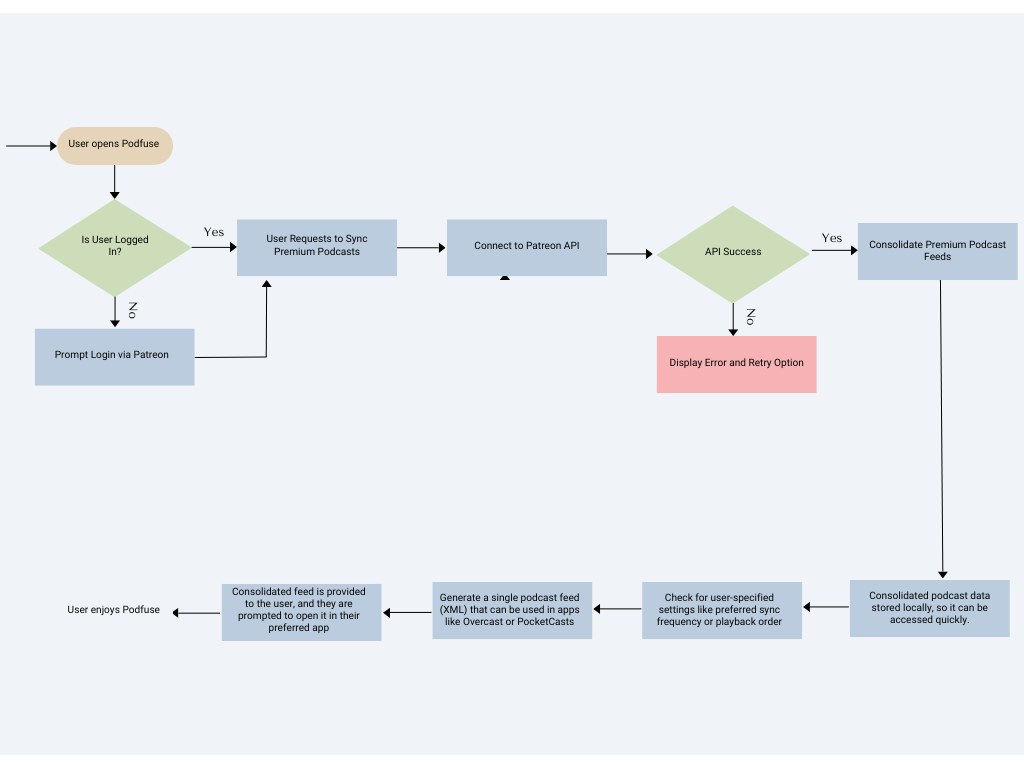 User opens Podfuse
Is User Logged
In?
Yes
User Requests to Sync
Premium Podcasts
Connect to Patreon API
API Success
Yes
Consolidate Premium Podcast
Feeds
No
Prompt Login via Patreon
No
Display Error and Retry Option
Consolidated podcast data
stored locally, so it can be
accessed quickly.
Check for user-specified
settings like preferred sync
frequency or playback order
Generate a single podcast feed
(XML) that can be used in apps
like Overcast or PocketCasts
Consolidated feed is provided
to the user, and they are
prompted to open it in their
preferred app
User enjoys Podfuse